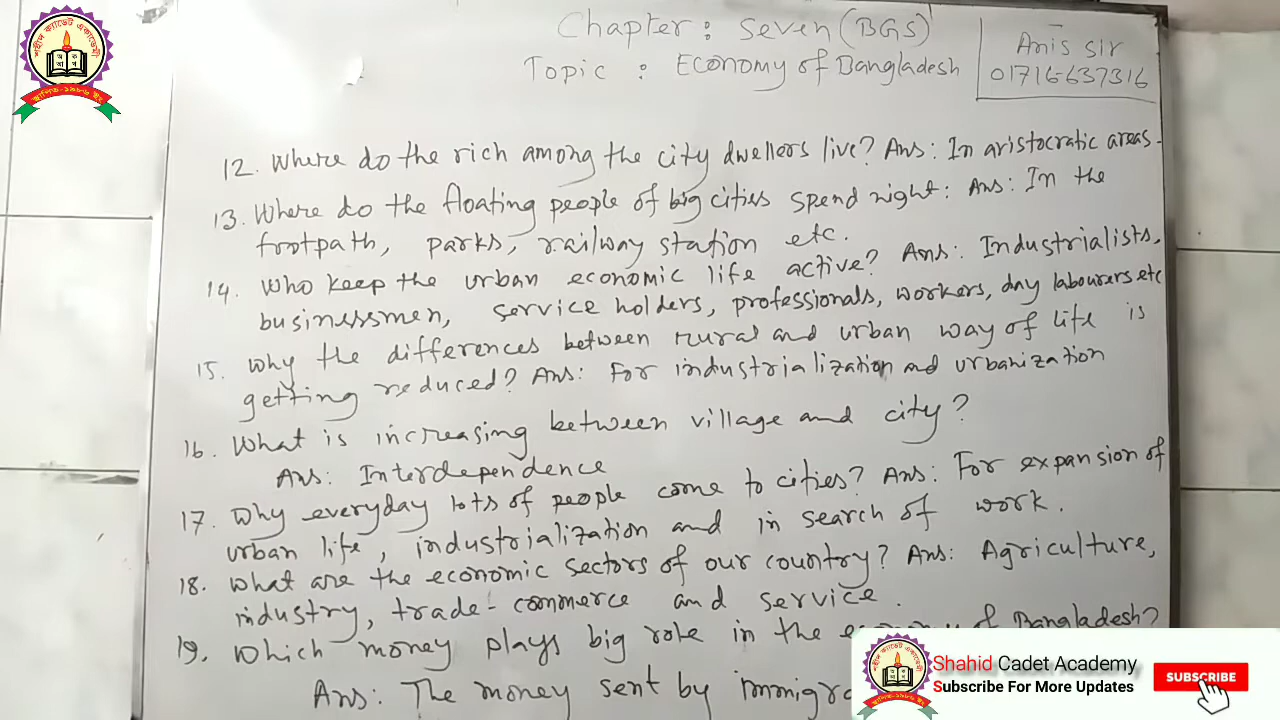 Chapter: Seven (BGS)
Topic : Economy of Bangladesh
Anis Sir
01716-637316
12. Where do the rich among the city dwellers live? Ans: In aristocratic areas.
13. Where do the floating people of big cities spend night: Ans: In the
footpath, parks, railway station etc.
14. Who keep the urban economic life active? Ans: Industrialists,
businessmen, service holders, professionals, workers, day labourers etc
15. Why the differences between rural and urban way of life is
getting reduced? Ans: For industrialization and urbanization
16. What is increasing between village and city?
Ans: Interdependence
17. Why everyday lots of people come to cities? Ans: For expansion of
urban life, industrialization and in search of work.
18. What are the economic sectors of our country? Ans: Agriculture,
industry, trade-commerce and service.
19. Which money plays big role in the of Bangladesh?
Ans: The money sent by
শহীদ ক্যাডেট একাডেমী
Shahid Cadet Academy
Subscribe For More Updates
SUBSCRIBE